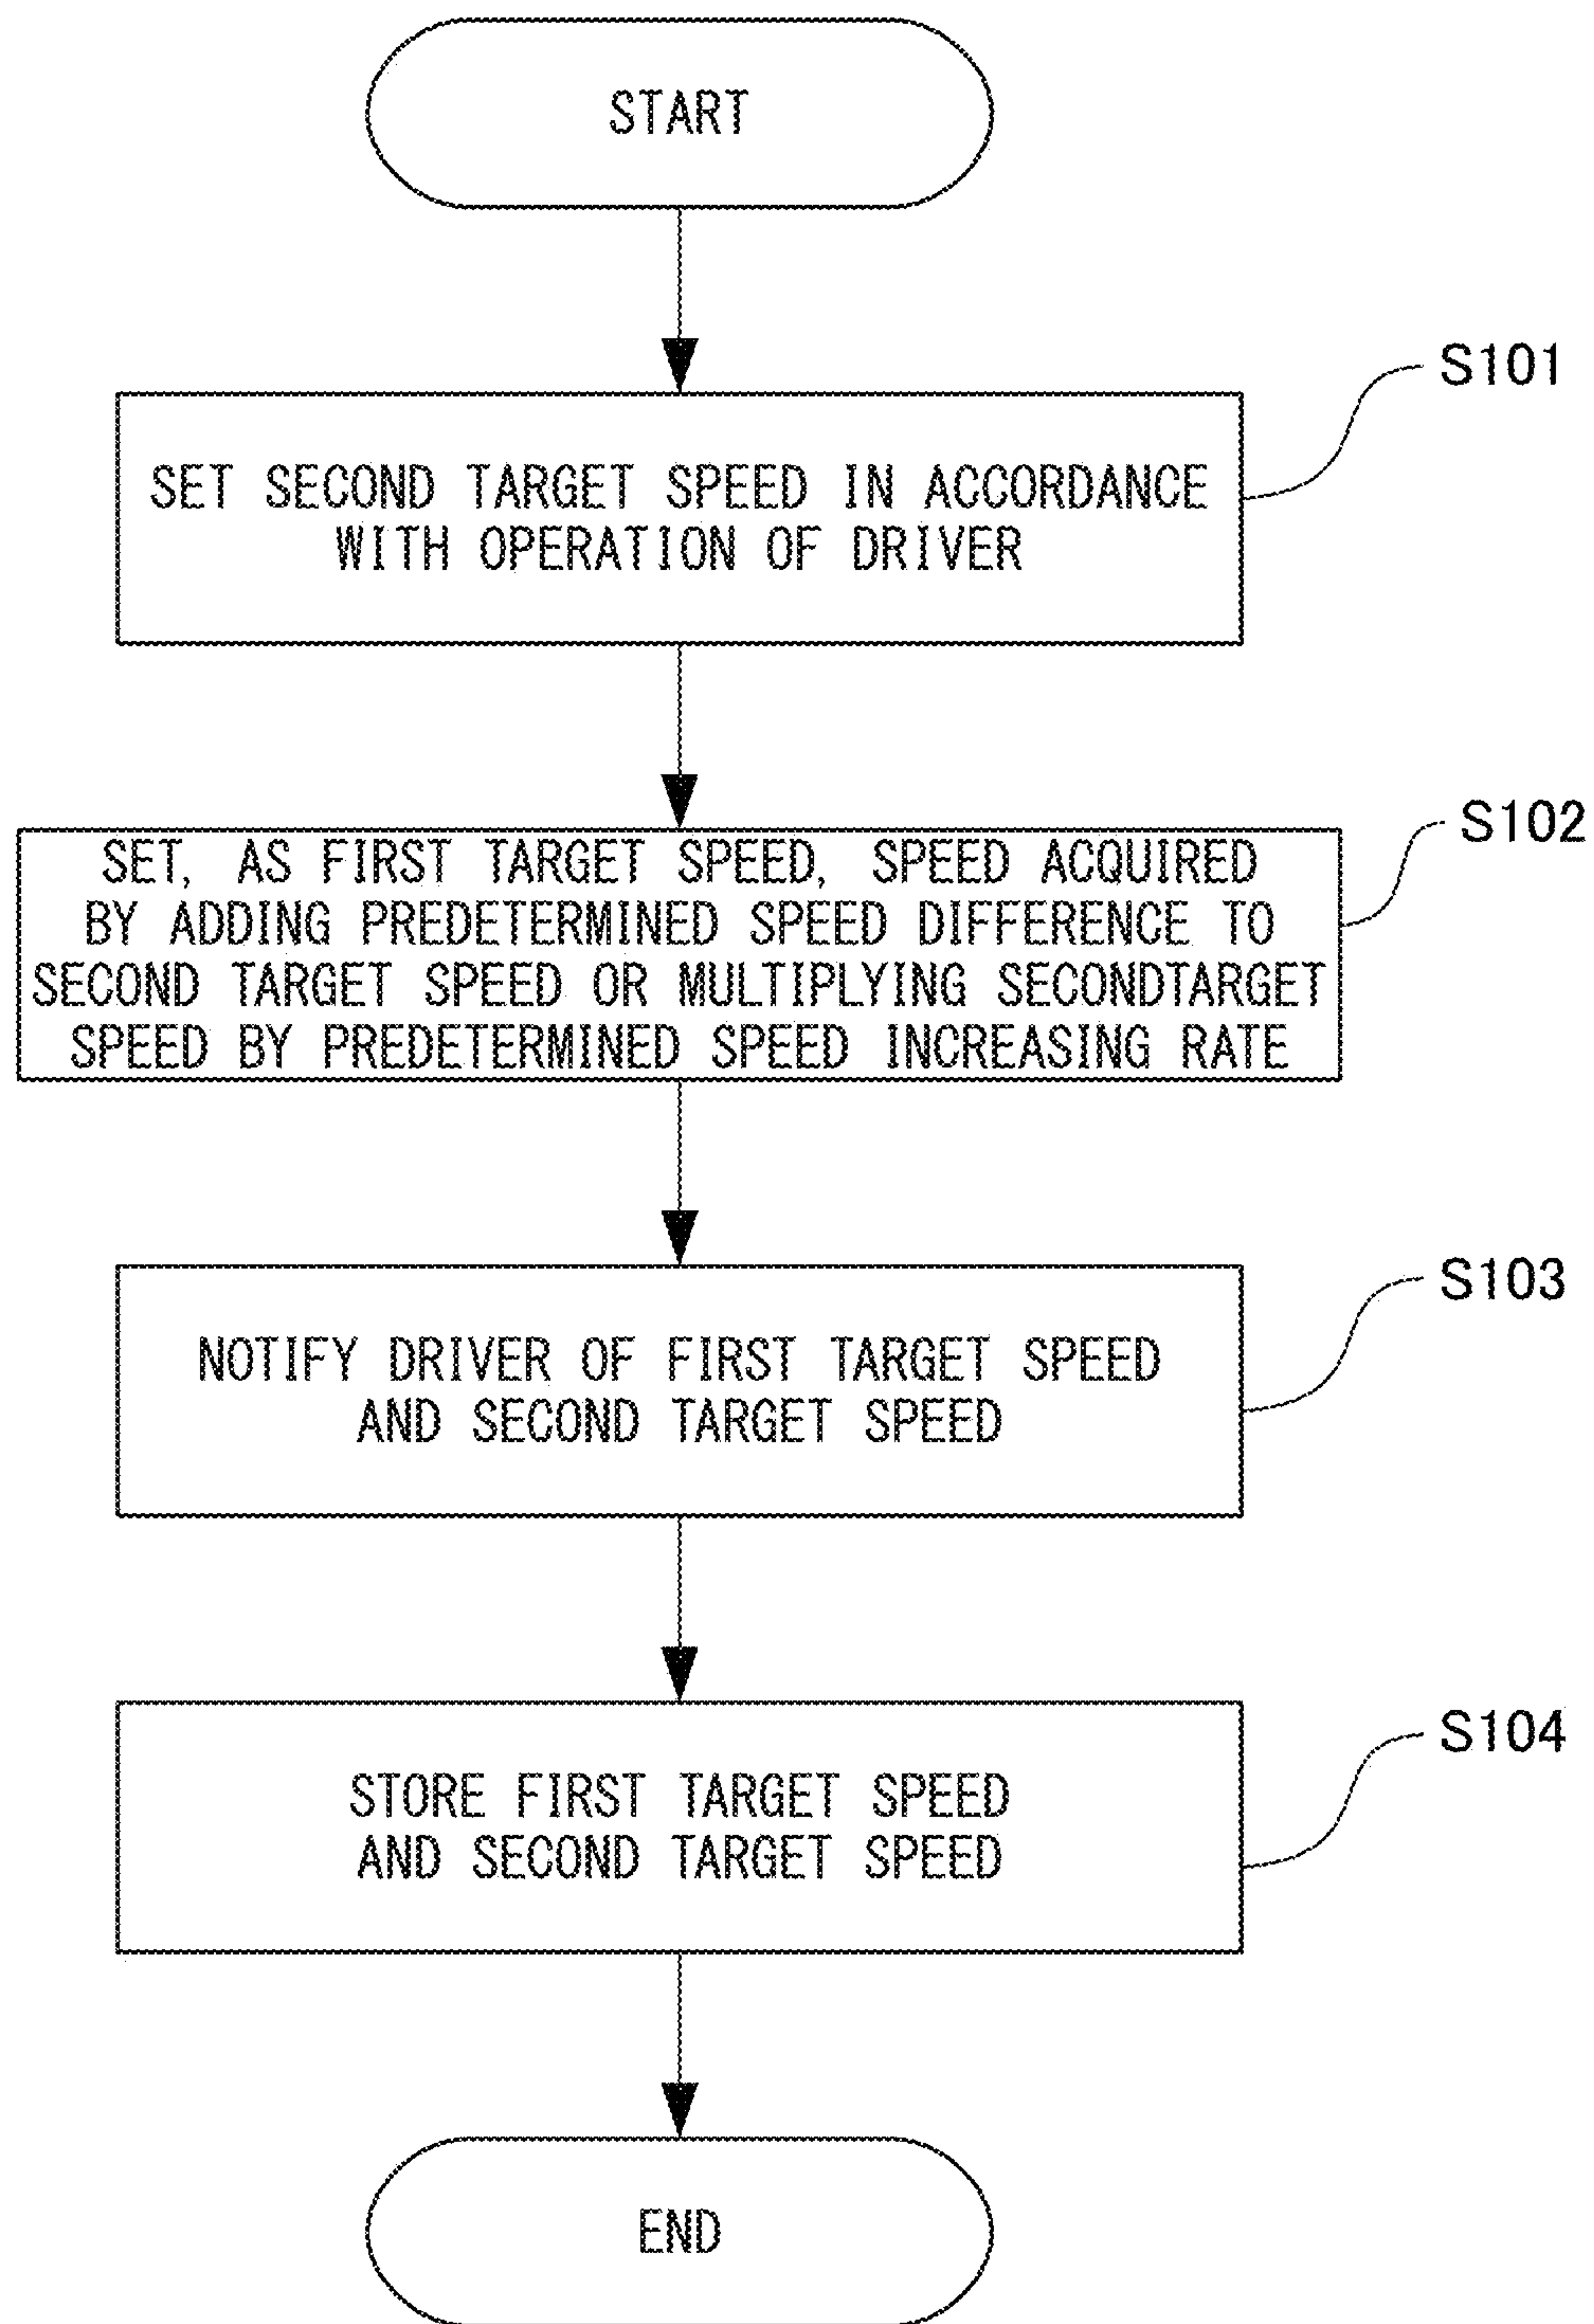 START
S101
SET SECOND TARGET SPEED IN ACCORDANCE
WITH OPERATION OF DRIVER
S102
SET, AS FIRST TARGET SPEED, SPEED ACQUIRED
BY ADDING PREDETERMINED SPEED DIFFERENCE TO
SECOND TARGET SPEED OR MULTIPLYING SECONDTARGET
SPEED BY PREDETERMINED SPEED INCREASING RATE
S103
NOTIFY DRIVER OF FIRST TARGET SPEED
AND SECOND TARGET SPEED
S104
STORE FIRST TARGET SPEED
AND SECOND TARGET SPEED
END